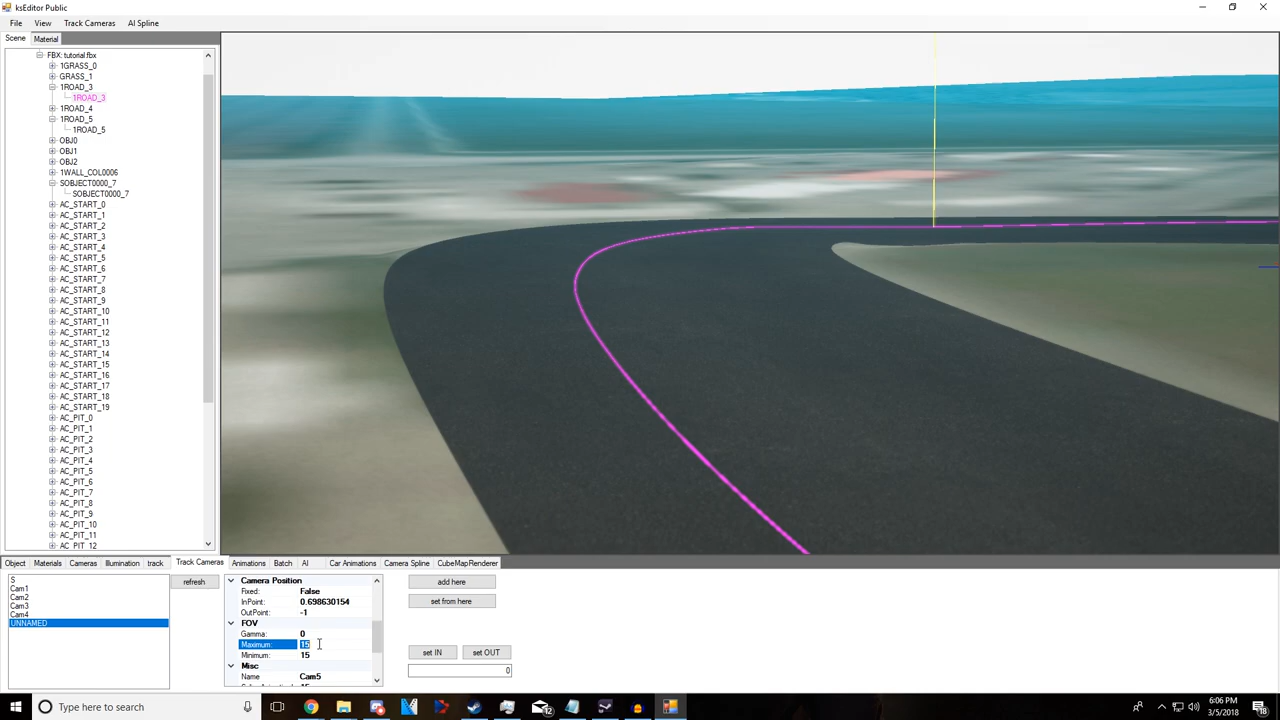 ksEditor Public
File View Track Cameras AI Spline
Scene Material
FBX: tutorial.fbx
1GRASS_0
GRASS_1
1ROAD_3
1ROAD_3
1ROAD_4
1ROAD_5
1ROAD_5
OBJ0
OBJ1
OBJ2
1WALL_COL0006
SOBJECT0000_7
SOBJECT0000_7
AC_START_0
AC_START_1
AC_START_2
AC_START_3
AC_START_4
AC_START_5
AC_START_6
AC_START_7
AC_START_8
AC_START_9
AC_START_10
AC_START_11
AC_START_12
AC_START_13
AC_START_14
AC_START_15
AC_START_16
AC_START_17
AC_START_18
AC_START_19
AC_PIT_0
AC_PIT_1
AC_PIT_2
AC_PIT_3
AC_PIT_4
AC_PIT_5
AC_PIT_6
AC_PIT_7
AC_PIT_8
AC_PIT_9
AC_PIT_10
AC_PIT_11
AC_PIT_12
Object Materials Cameras Illumination track Track Cameras Animations Batch AI Car Animations Camera Spline CubeMapRenderer
S
Cam1
Cam2
Cam3
Cam4
UNNAMED
refresh
Camera Position
Fixed: False
InPoint: 0.698630154
OutPoint: -1
FOV
Gamma: 0
Maximum: 15
Minimum: 15
Misc
Name Cam5
add here
set from here
set IN set OUT
0
Type here to search
12
6:06 PM
3/5/2018
18